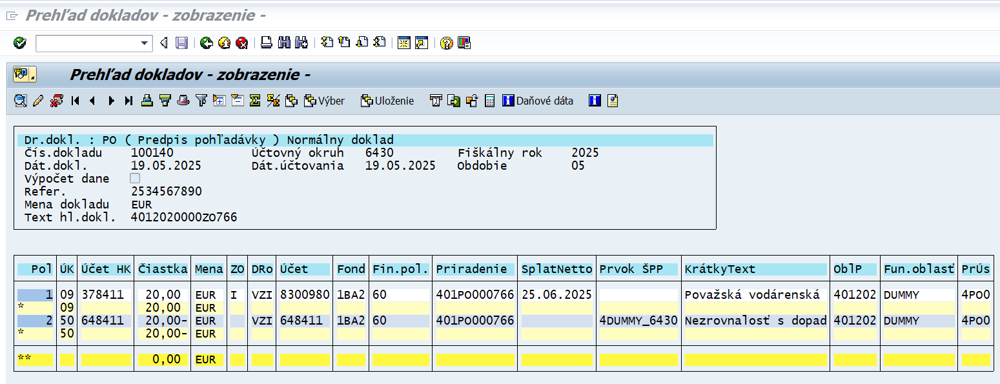 Prehľad dokladov - zobrazenie -
Prehľad dokladov - zobrazenie -
Výber Uloženie Daňové dáta
Dr.dokl. : PO ( Predpis pohľadávky ) Normálny doklad
Čís.dokladu 100140 Účtovný okruh 6430 Fiškálny rok 2025
Dát.dokl. 19.05.2025 Dát.účtovania 19.05.2025 Obdobie 05
Výpočet dane
Refer. 2534567890
Mena dokladu EUR
Text hl.dokl. 4012020000ZO766
Pol ÚK Účet HK Čiastka Mena ZO DRo Účet Fond Fin.pol. Priradenie SplatNetto Prvok ŠPP KrátkyText OblP Fun.oblasť PrÚs
1 09 378411 20,00 EUR I VZI 8300980 1BA2 60 401PO000766 25.06.2025 Považská vodárenská 401202 DUMMY 4PO0
* 09 20,00 EUR
2 50 648411 20,00- EUR VZI 648411 1BA2 60 401PO000766 4DUMMY_6430 Nezrovnalosť s dopad 401202 DUMMY 4PO0
* 50 20,00- EUR
** 0,00 EUR